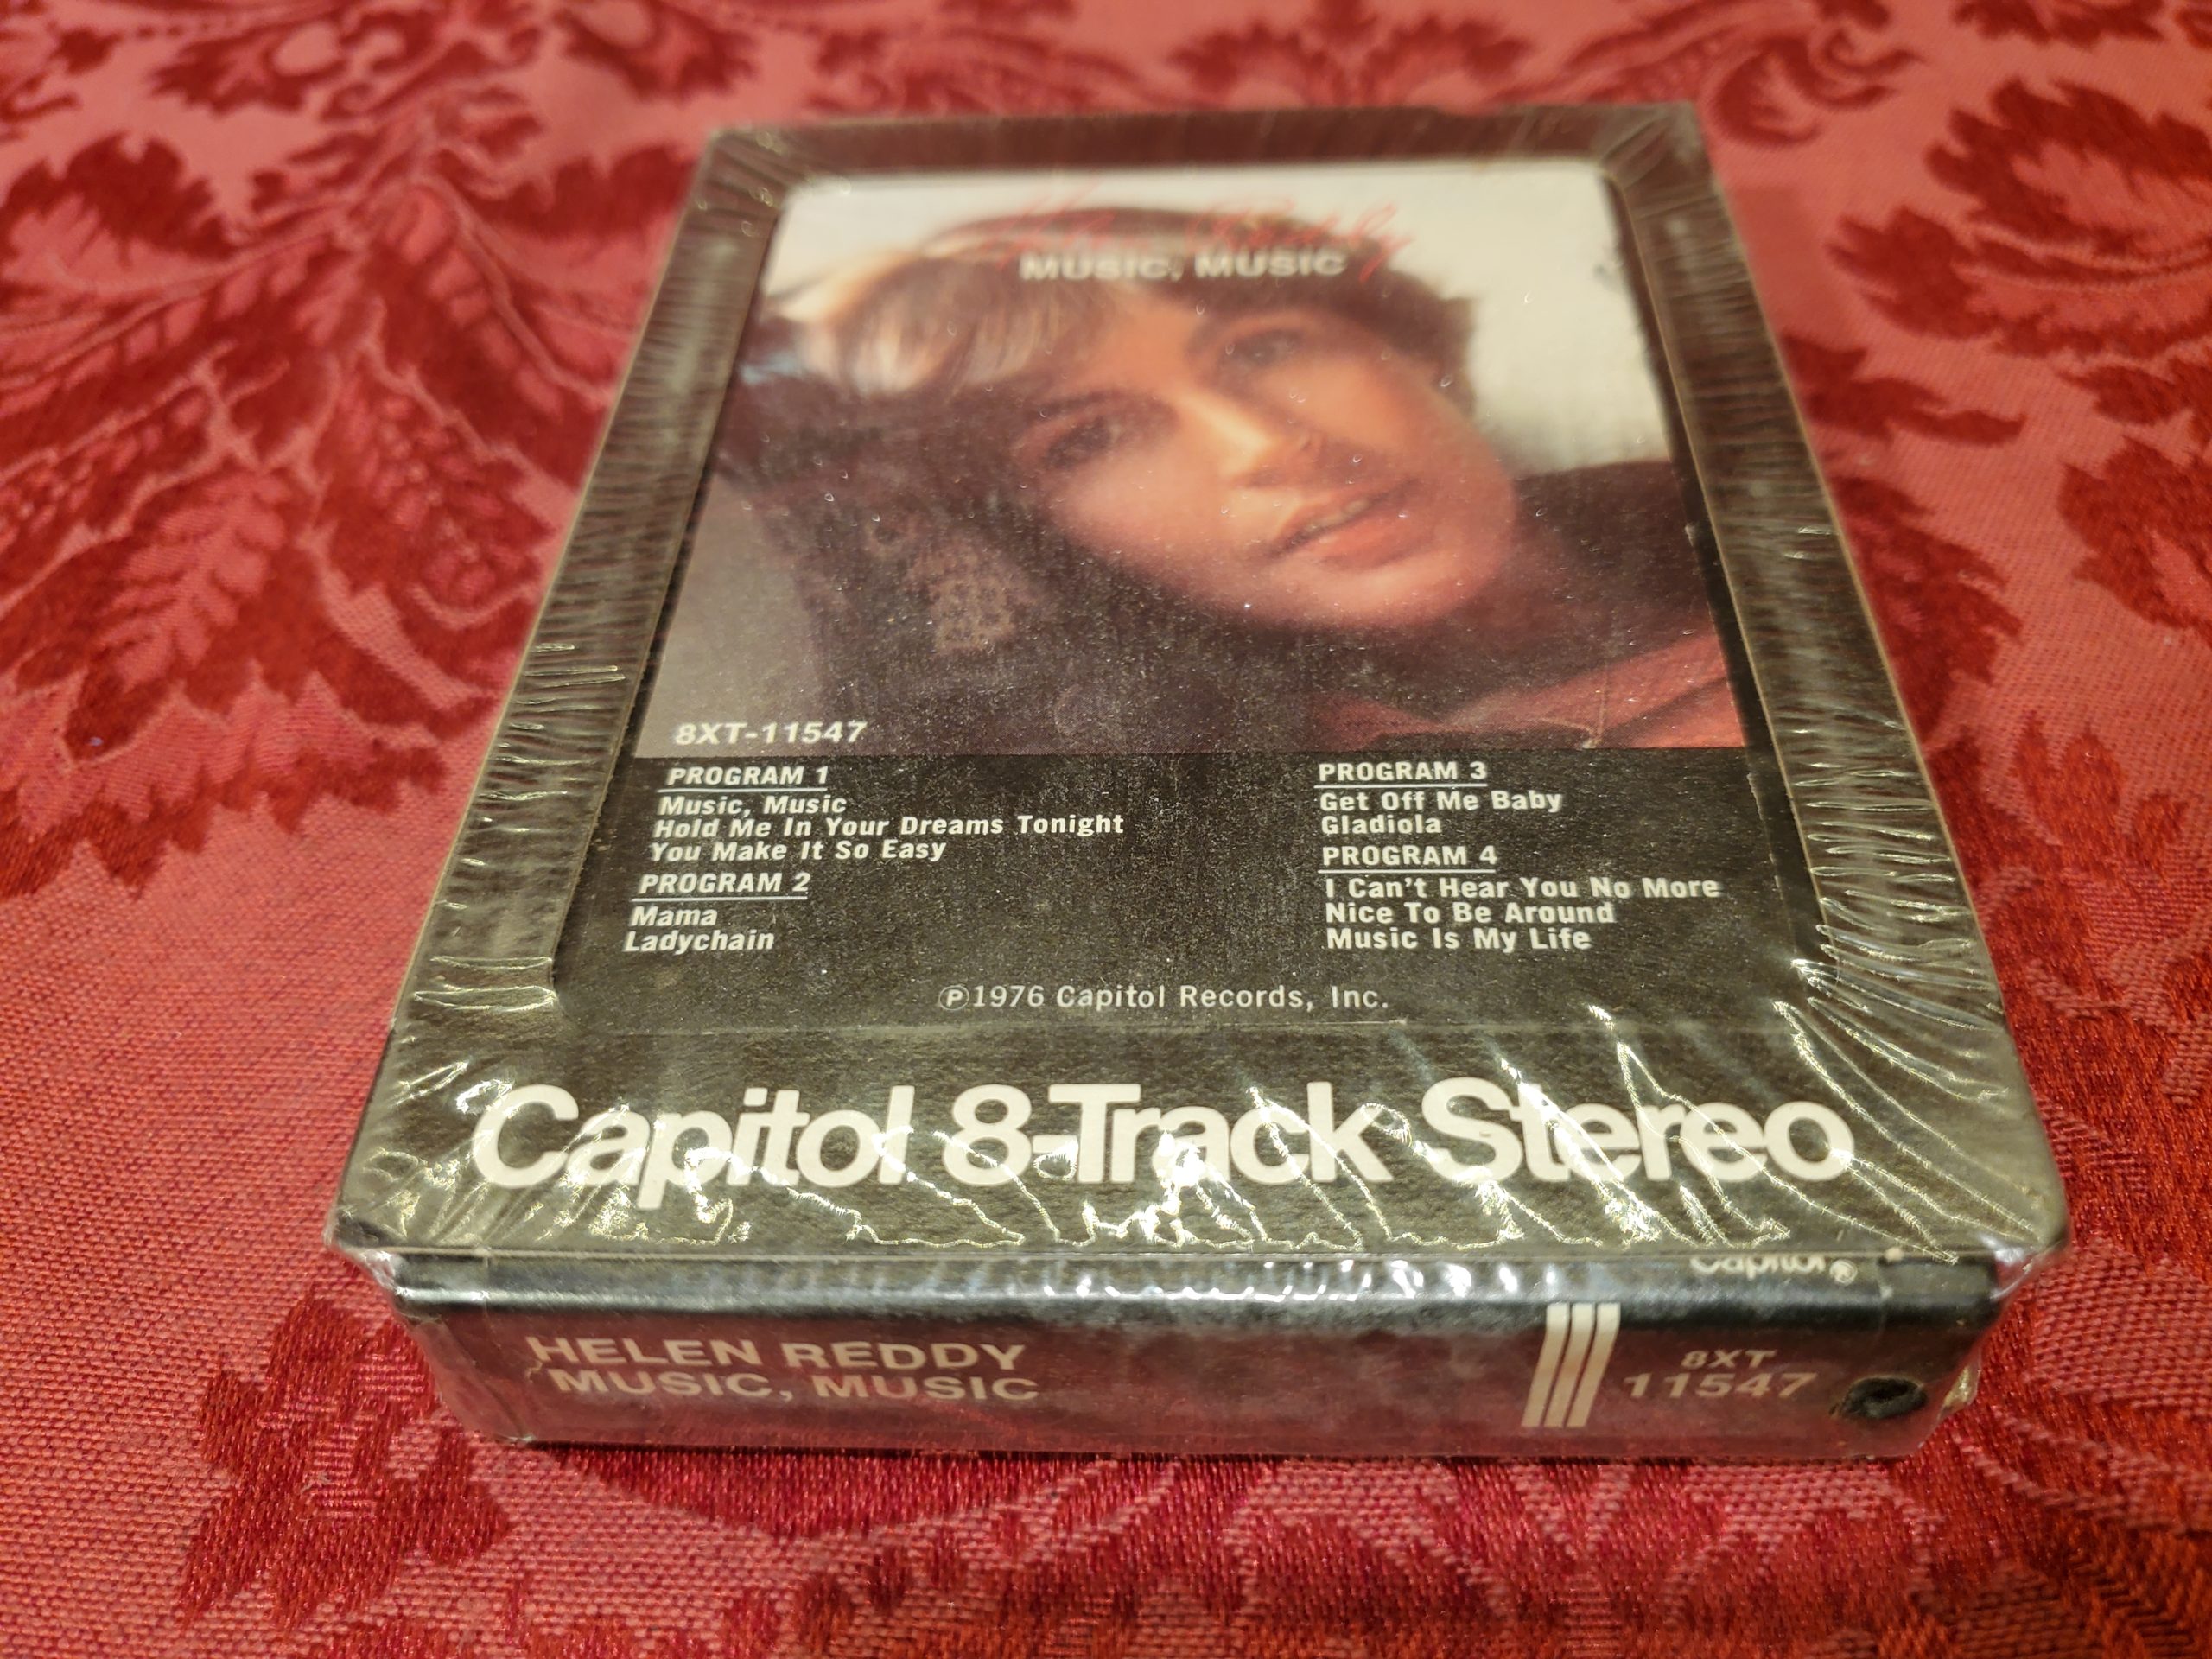 Helen Reddy
MUSIC, MUSIC
8XT-11547
PROGRAM 1
Music, Music
Hold Me In Your Dreams Tonight
You Make It So Easy
PROGRAM 2
Mama
Ladychain
PROGRAM 3
Get Off Me Baby
Gladiola
PROGRAM 4
I Can't Hear You No More
Nice To Be Around
Music Is My Life
Ⓟ1976 Capitol Records, Inc.
Capitol 8-Track Stereo
Capitol®
HELEN REDDY
MUSIC, MUSIC
8XT
11547